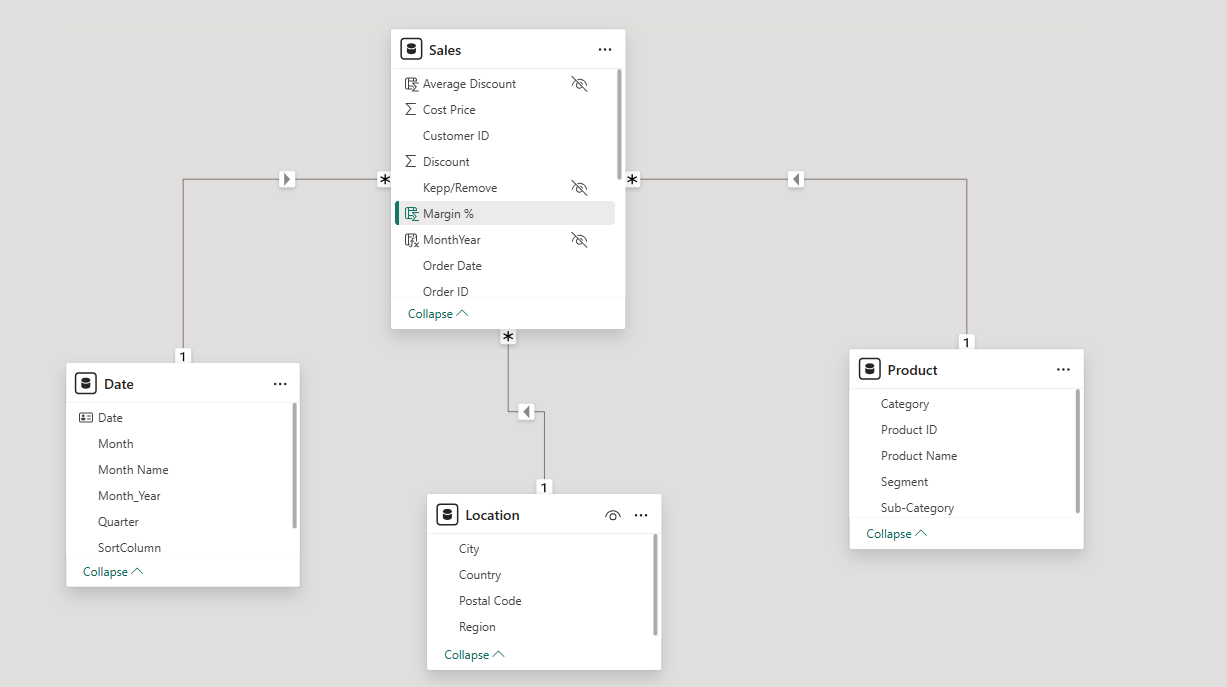 Sales
Average Discount
Σ Cost Price
Customer ID
Σ Discount
Kepp/Remove
Margin %
MonthYear
Order Date
Order ID
Collapse
*
*
*
1
1
1
Date
Date
Month
Month Name
Month_Year
Quarter
SortColumn
Collapse
Location
City
Country
Postal Code
Region
Collapse
Product
Category
Product ID
Product Name
Segment
Sub-Category
Collapse